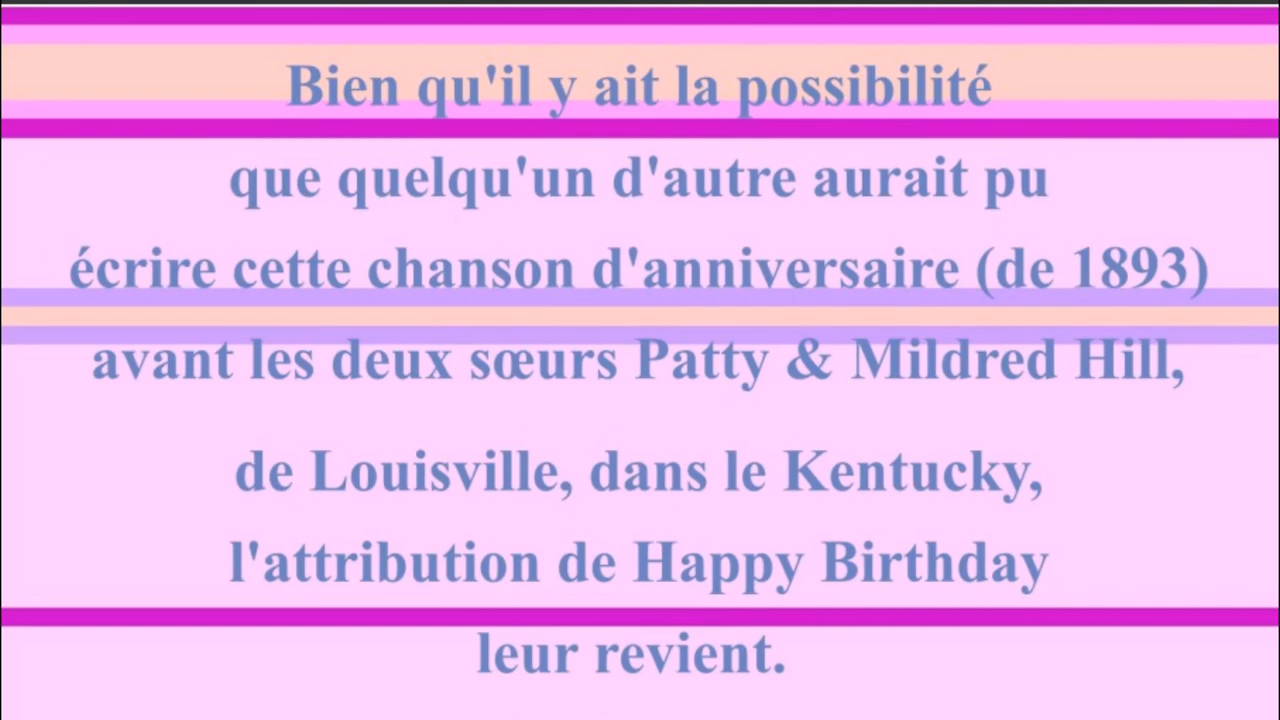 Bien qu'il y ait la possibilité
que quelqu'un d'autre aurait pu
écrire cette chanson d'anniversaire (de 1893)
avant les deux sœurs Patty & Mildred Hill,
de Louisville, dans le Kentucky,
l'attribution de Happy Birthday
leur revient.